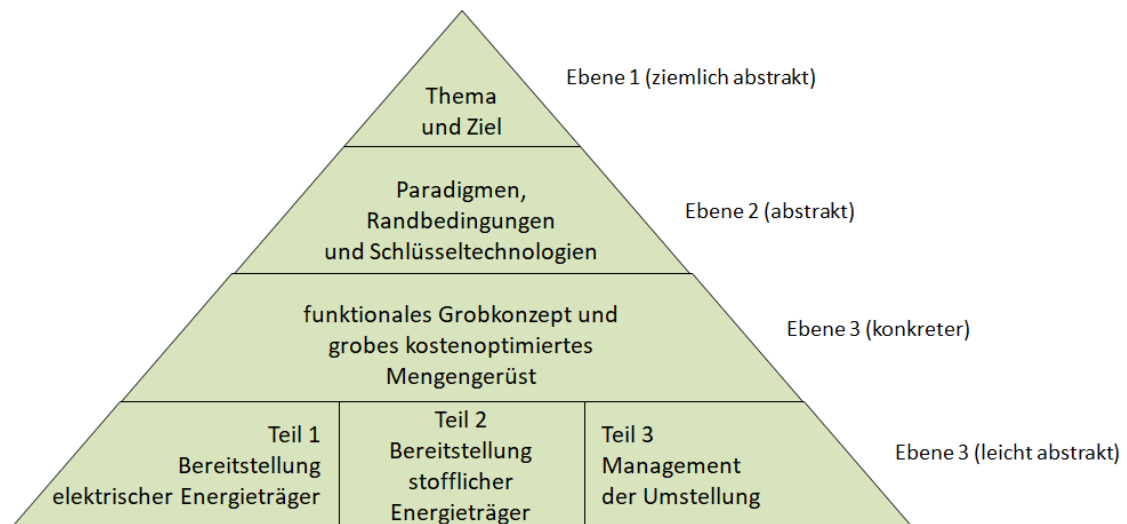 Thema
und Ziel
Ebene 1 (ziemlich abstrakt)
Paradigmen,
Randbedingungen
und Schlüsseltechnologien
Ebene 2 (abstrakt)
funktionales Grobkonzept und
grobes kostenoptimiertes
Mengengerüst
Ebene 3 (konkreter)
Teil 1
Bereitstellung
elektrischer Energieträger
Teil 2
Bereitstellung
stofflicher
Energieträger
Teil 3
Management
der Umstellung
Ebene 3 (leicht abstrakt)